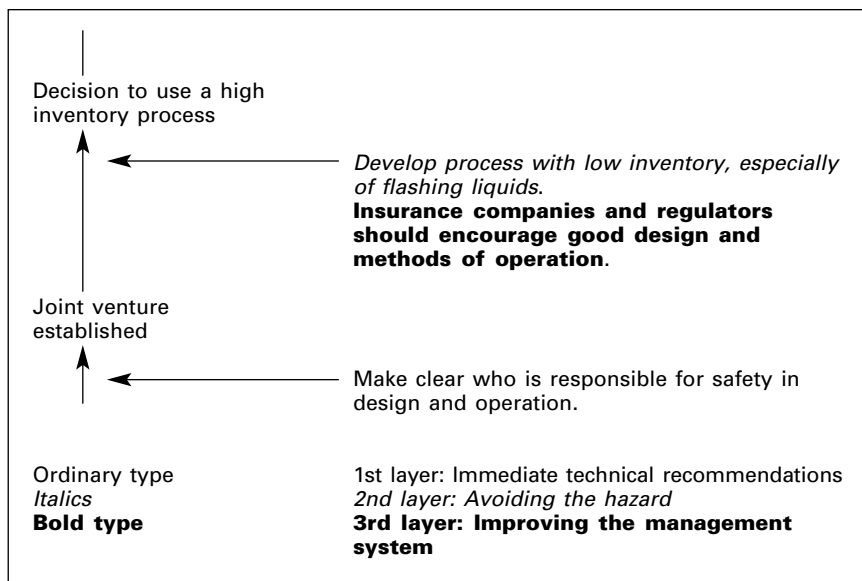 Decision to use a high
inventory process
Develop process with low inventory, especially
of flashing liquids.
Insurance companies and regulators
should encourage good design and
methods of operation.
Joint venture
established
Make clear who is responsible for safety in
design and operation.
Ordinary type
1st layer: Immediate technical recommendations
Italics
2nd layer: Avoiding the hazard
Bold type
3rd layer: Improving the management
system